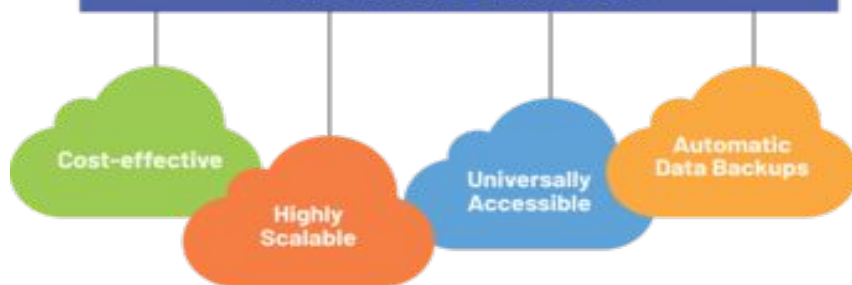 Cost-effective
Highly
Scalable
Universally
Accessible
Automatic
Data Backups